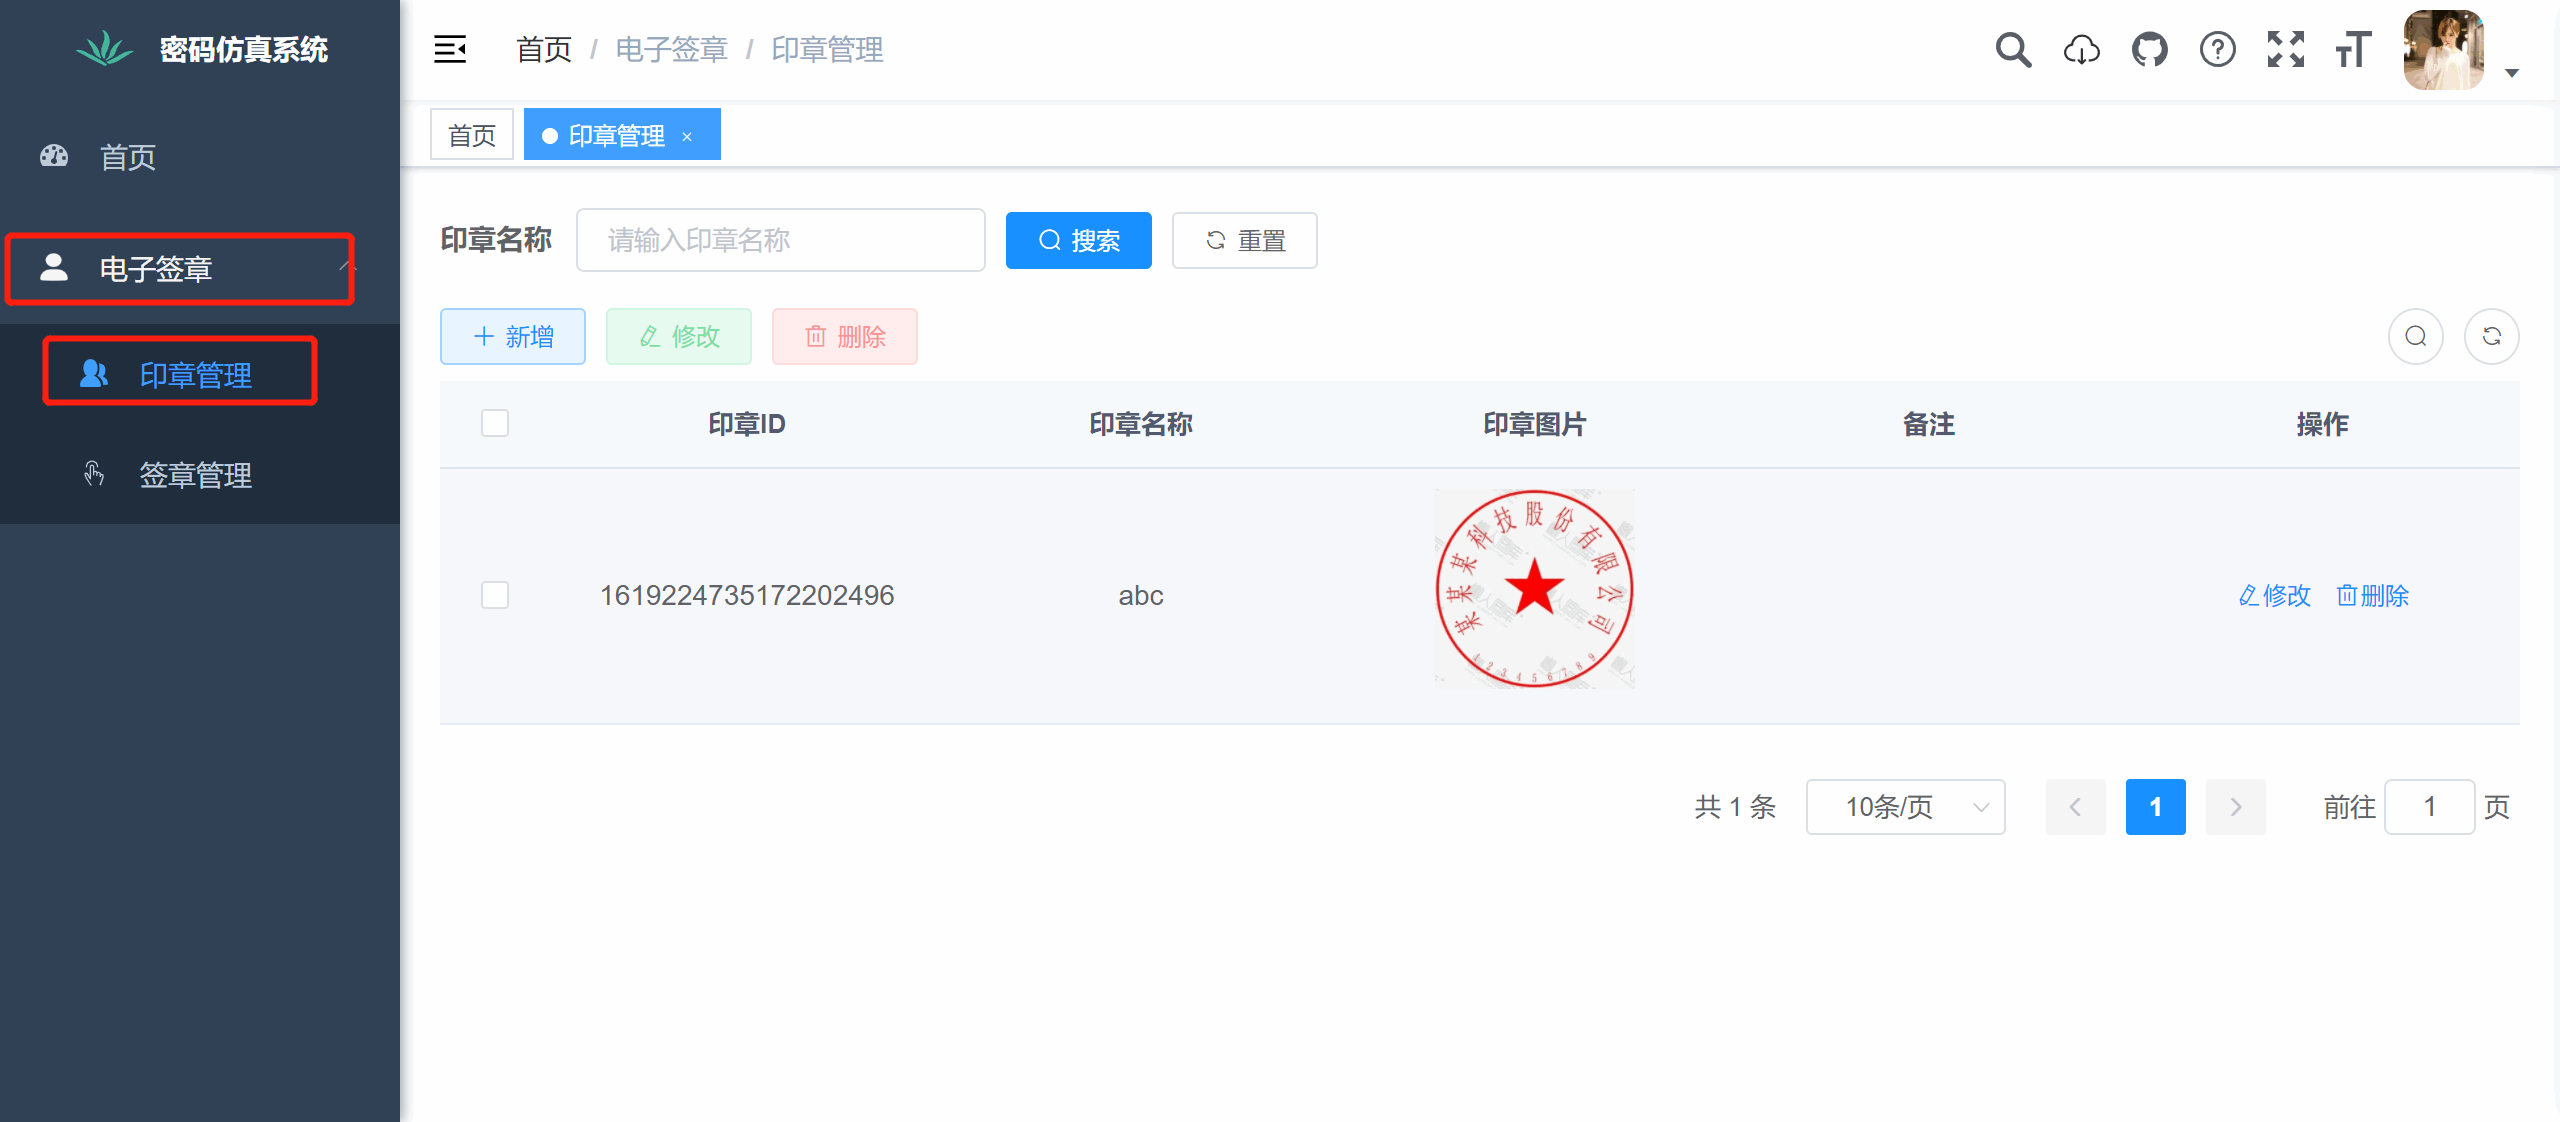 密码仿真系统
首页 / 电子签章 / 印章管理
首页
电子签章
印章管理
签章管理
首页
印章管理 ×
印章名称 请输入印章名称 搜索 重置
新增 修改 删除
印章ID 印章名称 印章图片 备注 操作
1619224735172202496 abc 修改 删除
某某某科技股份有限公司
123456789
共 1 条 10条/页 1 前往 1 页